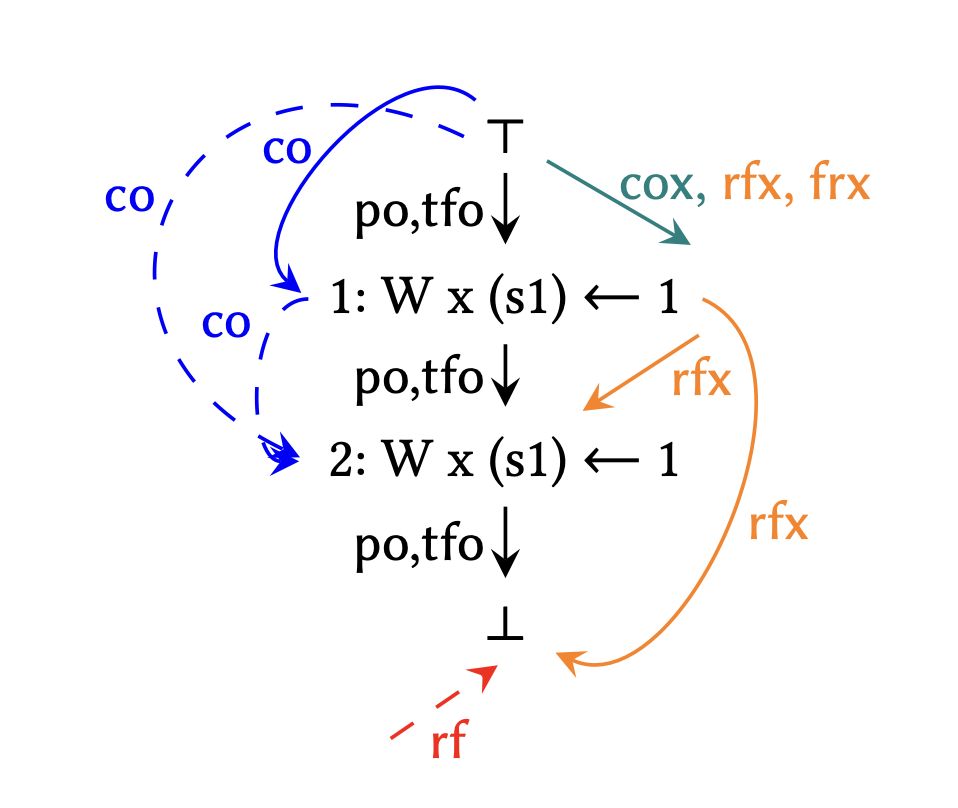 ⊤
co
cox, rfx, frx
co
po,tfo
1: W x (s1) ← 1
co
po,tfo
rfx
2: W x (s1) ← 1
rfx
po,tfo
⊥
rf